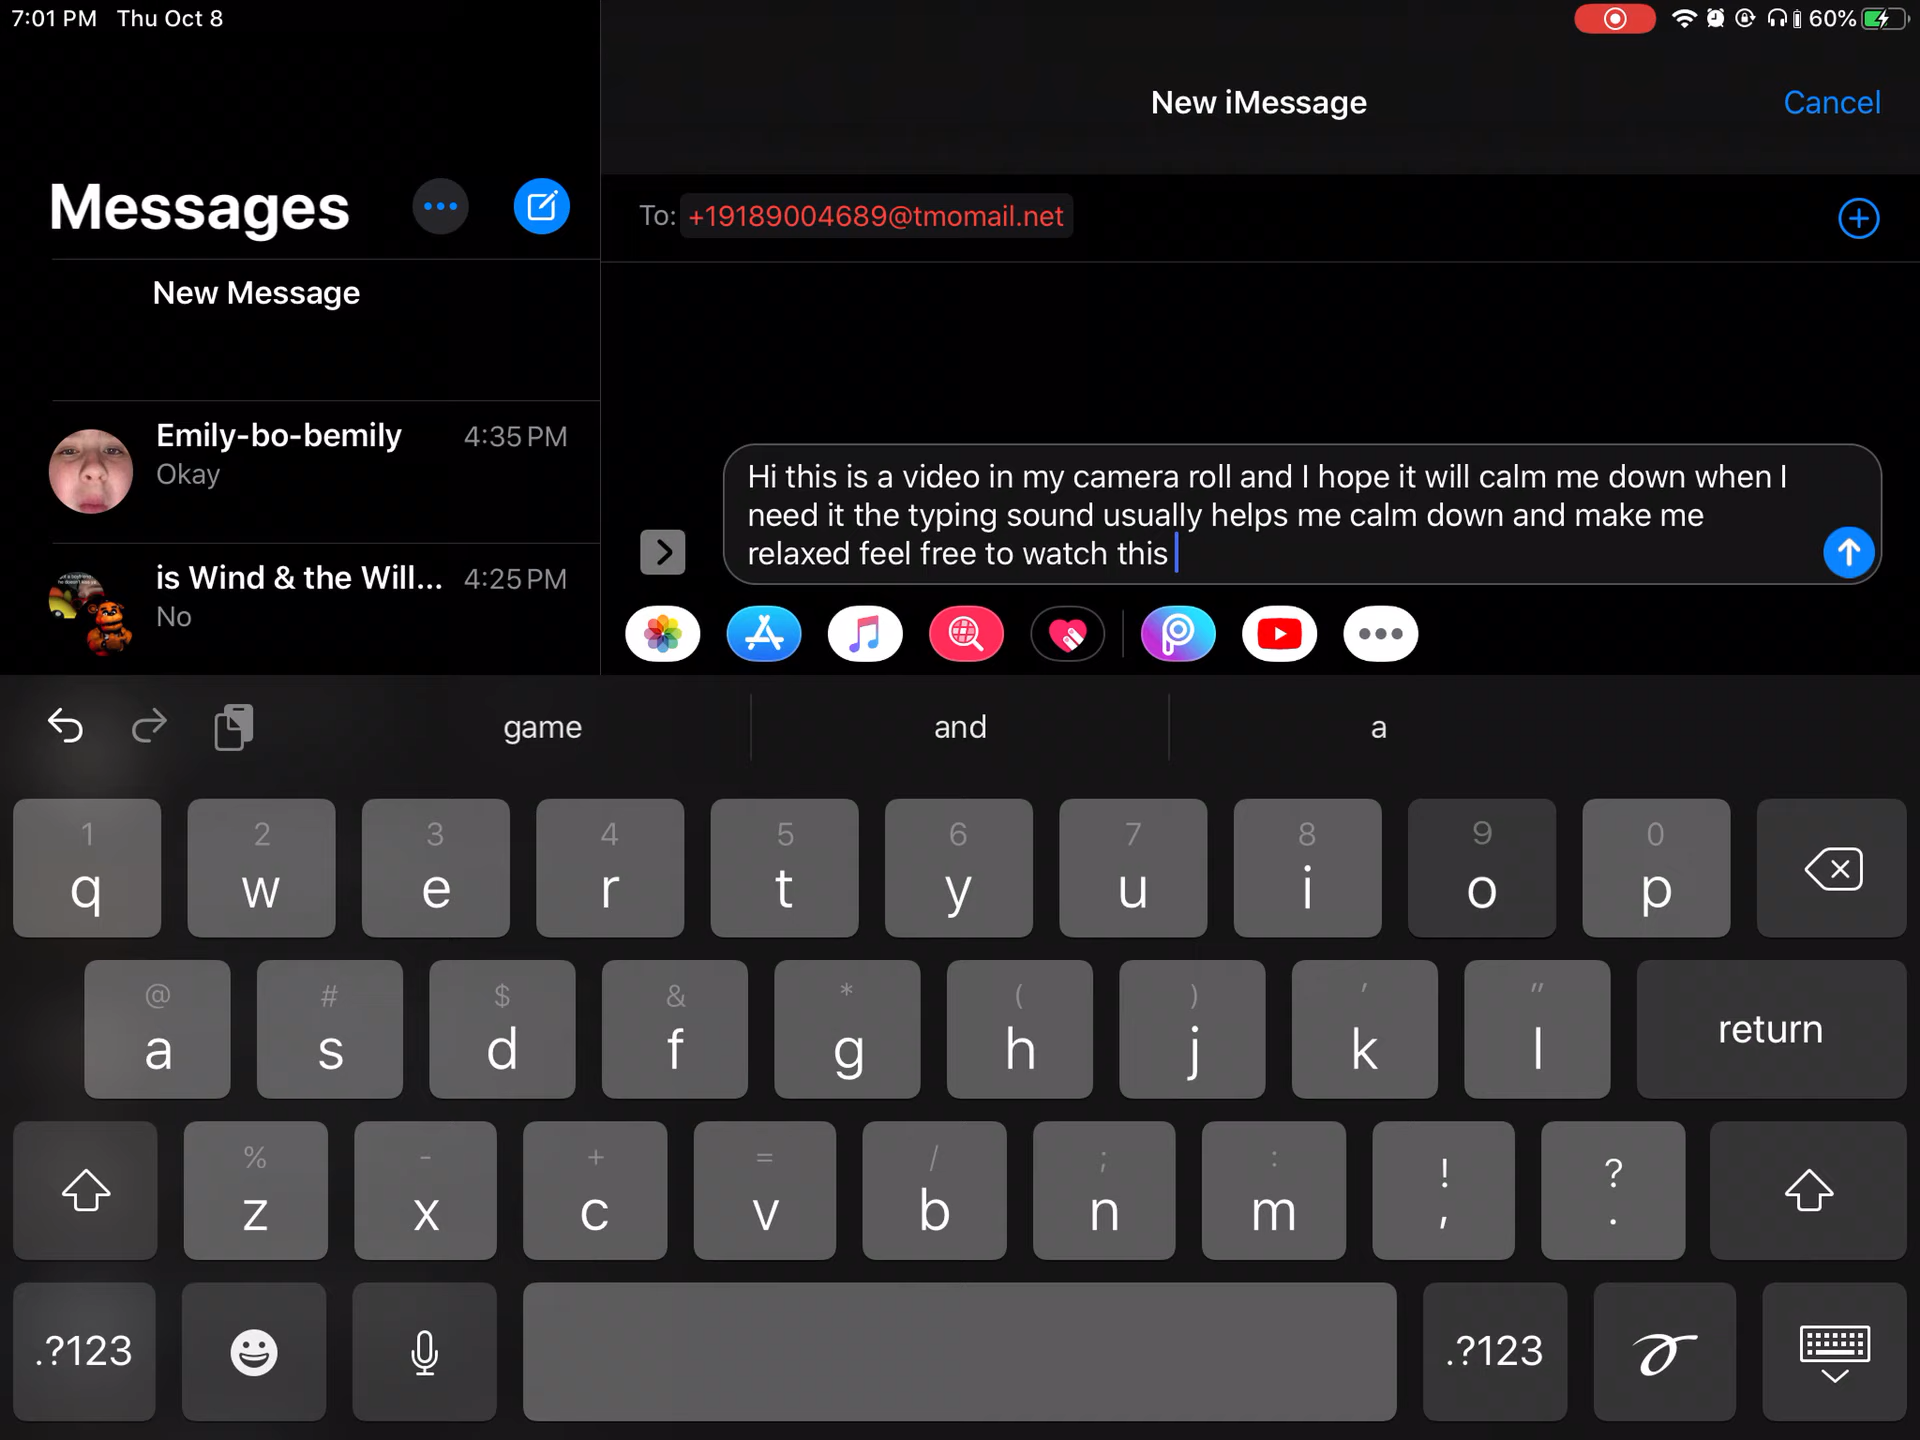 7:01 PM Thu Oct 8
60%
New iMessage
Cancel
Messages
To: +19189004689@tmomail.net
New Message
Emily-bo-bemily 4:35 PM
Okay
is Wind & the Will... 4:25 PM
No
Hi this is a video in my camera roll and I hope it will calm me down when I
need it the typing sound usually helps me calm down and make me
relaxed feel free to watch this
game and a
1 2 3 4 5 6 7 8 9 0
q w e r t y u i o p
@ # $ & * ( ) ' "
a s d f g h j k l return
% - + = / ; : ! ?
z x c v b n m , .
.?123 .?123